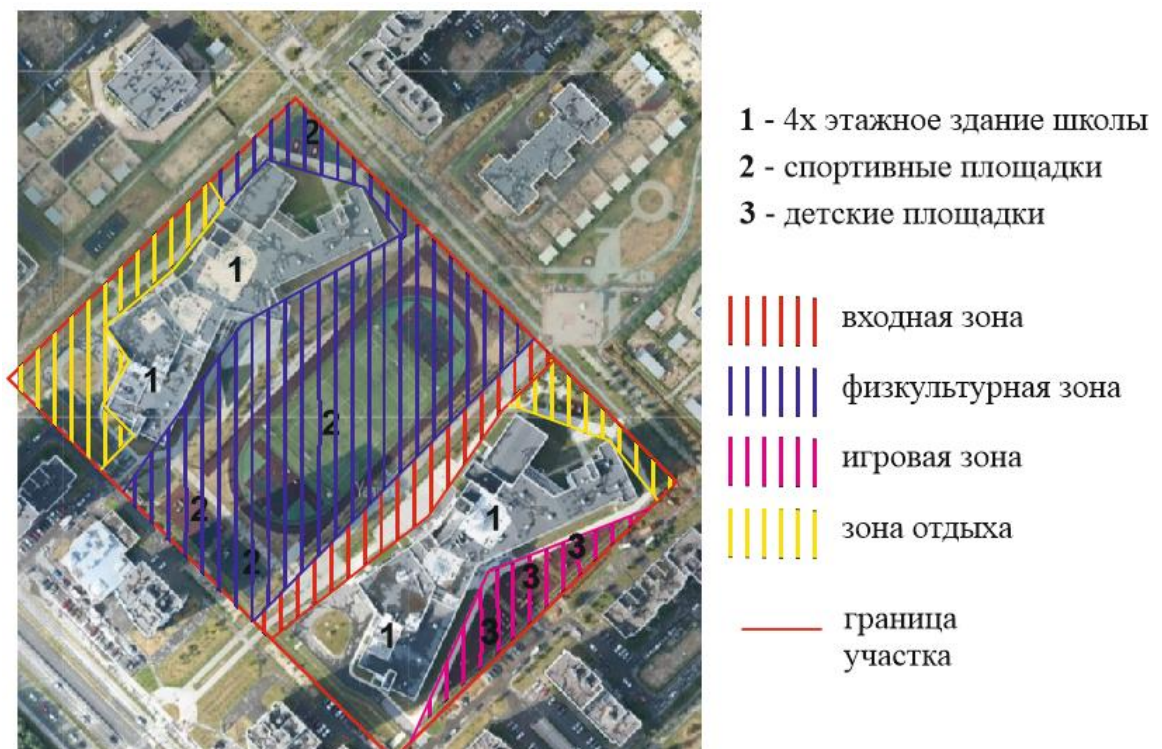 1 - 4х этажное здание школы
2 - спортивные площадки
3 - детские площадки
входная зона
физкультурная зона
игровая зона
зона отдыха
граница
участка
2
1
1
2
2
2
1
1
3
3
3